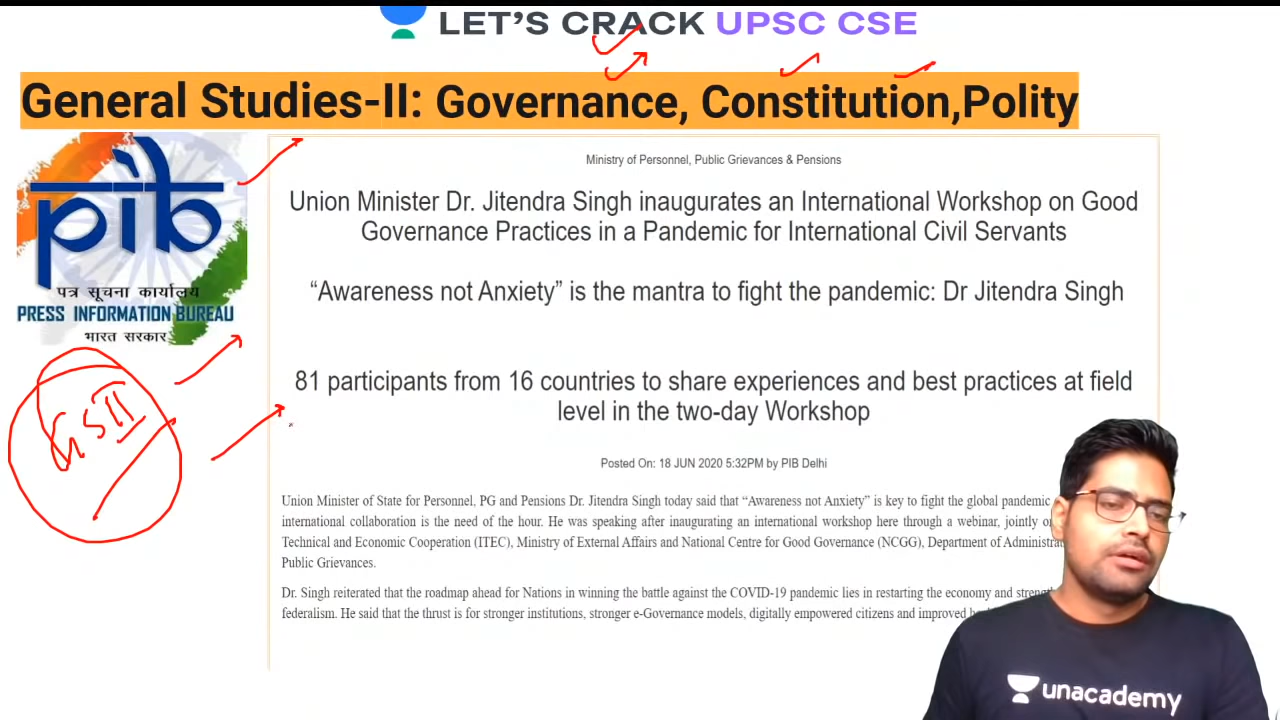 LET'S CRACK UPSC CSE
General Studies-II: Governance, Constitution,Polity
pib
पत्र सूचना कार्यालय
PRESS INFORMATION BUREAU
भारत सरकार
GS II
Ministry of Personnel, Public Grievances & Pensions
Union Minister Dr. Jitendra Singh inaugurates an International Workshop on Good
Governance Practices in a Pandemic for International Civil Servants
“Awareness not Anxiety” is the mantra to fight the pandemic: Dr Jitendra Singh
81 participants from 16 countries to share experiences and best practices at field
level in the two-day Workshop
Posted On: 18 JUN 2020 5:32PM by PIB Delhi
Union Minister of State for Personnel, PG and Pensions Dr. Jitendra Singh today said that “Awareness not Anxiety” is key to fight the global pandemic
international collaboration is the need of the hour. He was speaking after inaugurating an international workshop here through a webinar, jointly
Technical and Economic Cooperation (ITEC), Ministry of External Affairs and National Centre for Good Governance (NCGG), Department of
Public Grievances.
Dr. Singh reiterated that the roadmap ahead for Nations in winning the battle against the COVID-19 pandemic lies in restarting the economy and
federalism. He said that the thrust is for stronger institutions, stronger e-Governance models, digitally empowered citizens and improved
unacademy